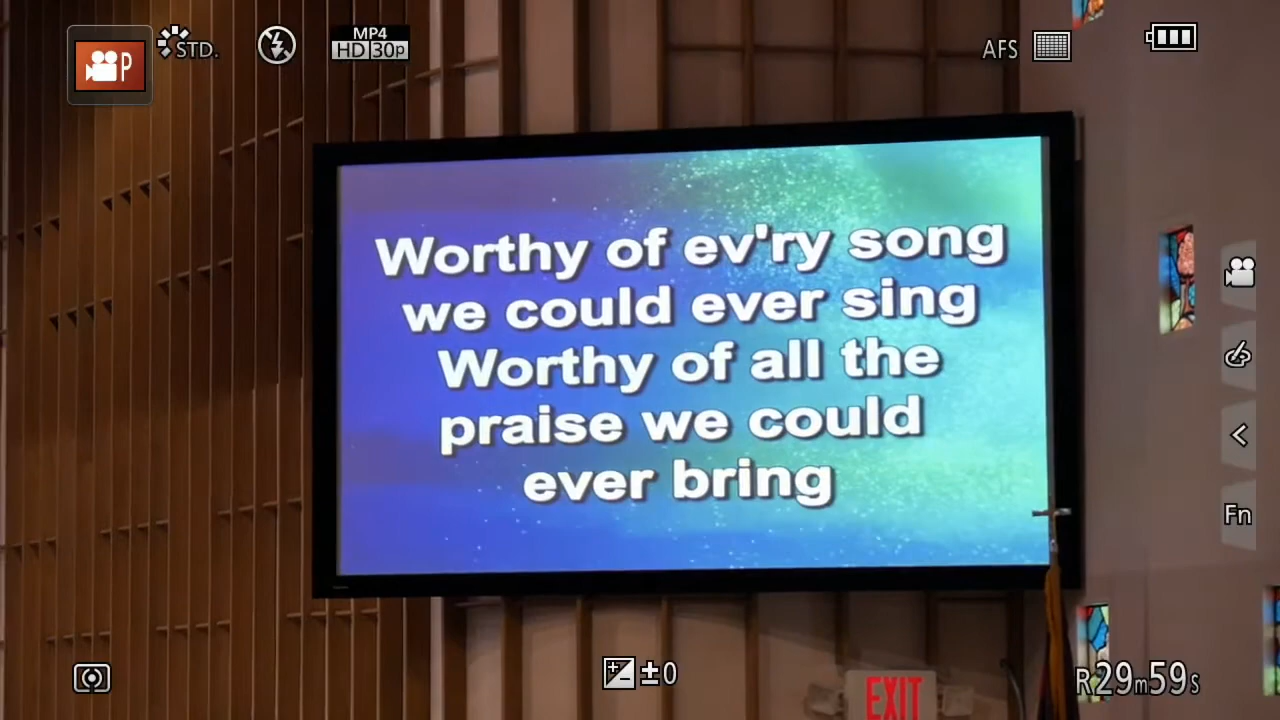 P
STD.
MP4
HD 30p
AFS
Worthy of ev'ry song
we could ever sing
Worthy of all the
praise we could
ever bring
Fn
±0
R29m59s
EXIT